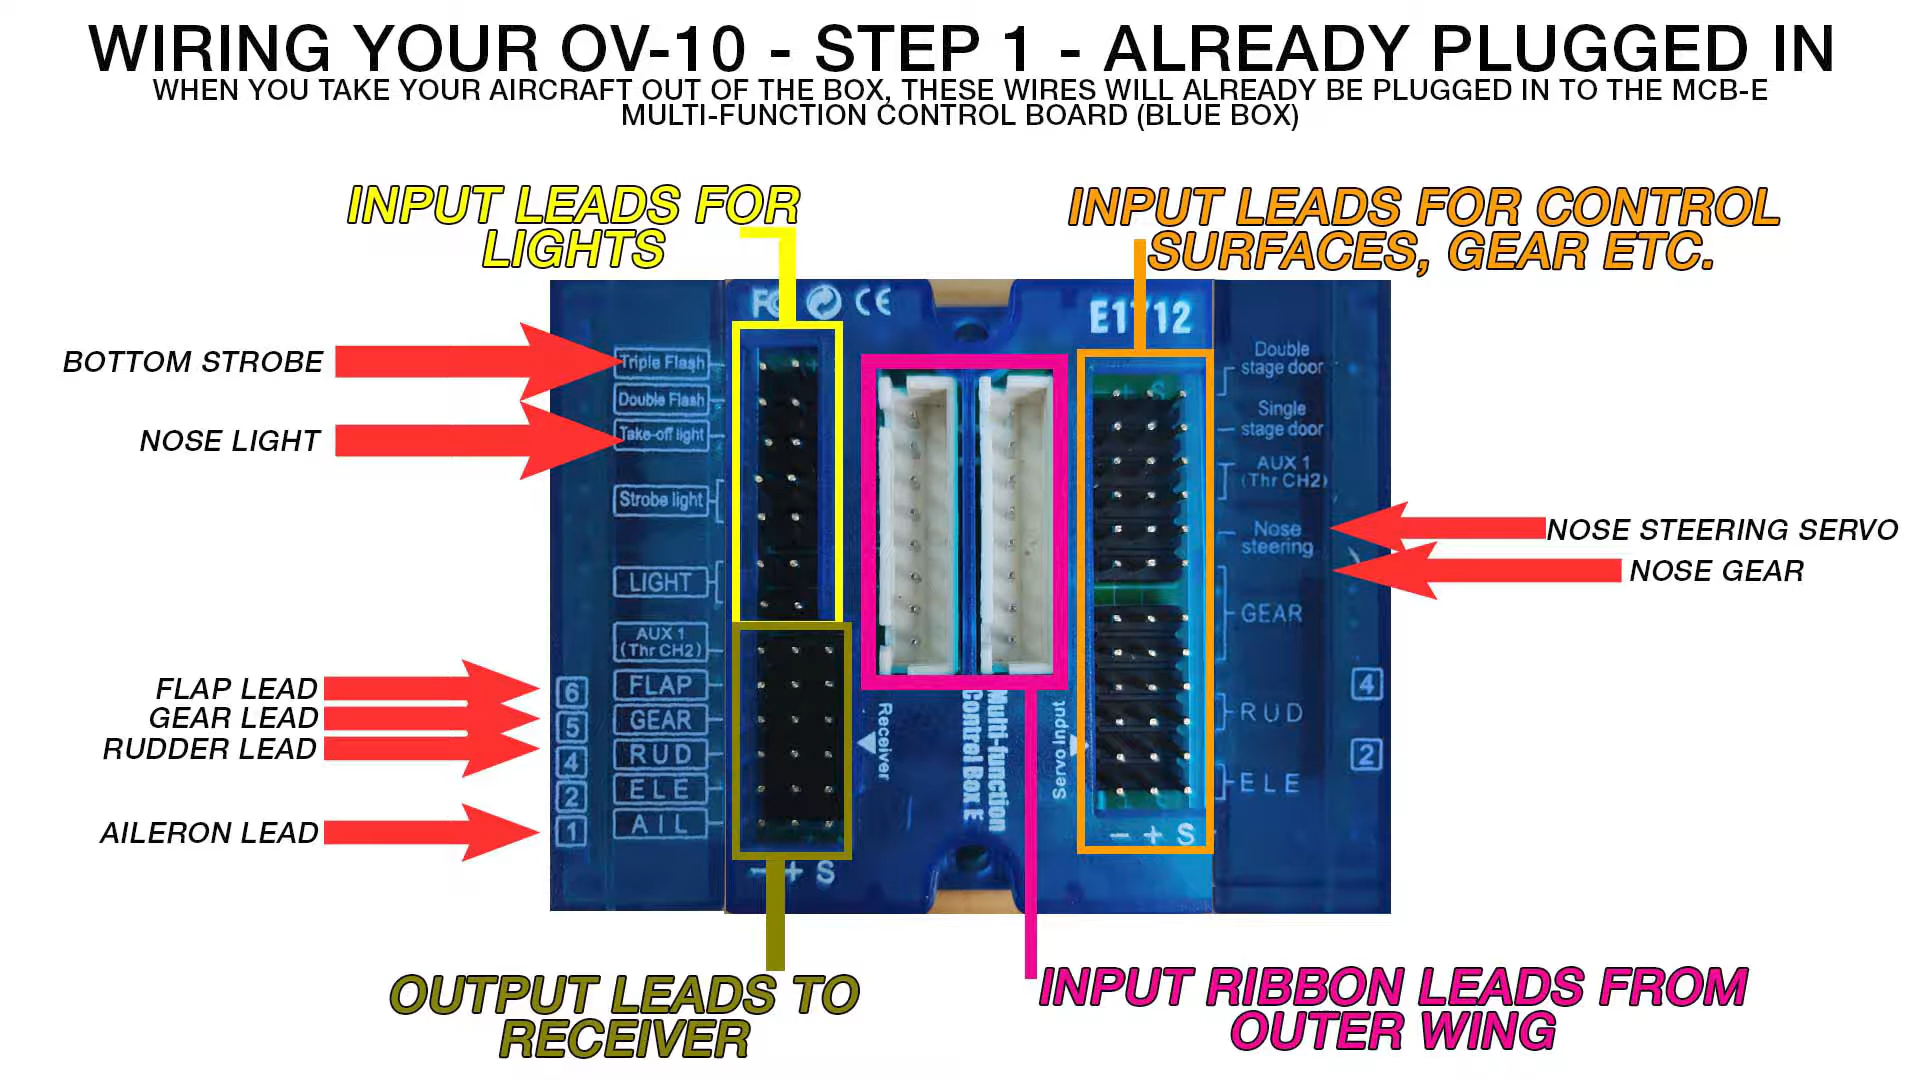 WIRING YOUR OV-10 - STEP 1 - ALREADY PLUGGED IN
WHEN YOU TAKE YOUR AIRCRAFT OUT OF THE BOX, THESE WIRES WILL ALREADY BE PLUGGED IN TO THE MCB-E
MULTI-FUNCTION CONTROL BOARD (BLUE BOX)
INPUT LEADS FOR
LIGHTS
INPUT LEADS FOR CONTROL
SURFACES, GEAR ETC.
FC CE
E1712
BOTTOM STROBE
NOSE LIGHT
FLAP LEAD
GEAR LEAD
RUDDER LEAD
AILERON LEAD
Triple Flash
Double Flash
Take-off light
Strobe light
LIGHT
AUX 1
(Thr CH2)
6 FLAP
5 GEAR
4 RUD
2 ELE
1 AIL
- + S
Receiver
Multi-function
Control Box E
Servo Input
Double
stage door
Single
stage door
AUX 1
(Thr CH2)
Nose
steering
GEAR
RUD 4
ELE 2
- + S
NOSE STEERING SERVO
NOSE GEAR
OUTPUT LEADS TO
RECEIVER
INPUT RIBBON LEADS FROM
OUTER WING